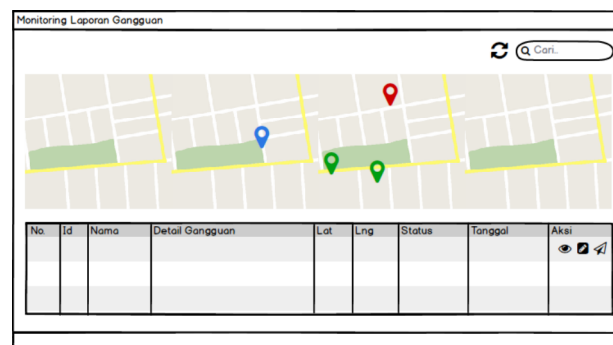 Monitoring Laporan Gangguan
Cari..
No. Id Nama Detail Gangguan Lat Lng Status Tanggal Aksi